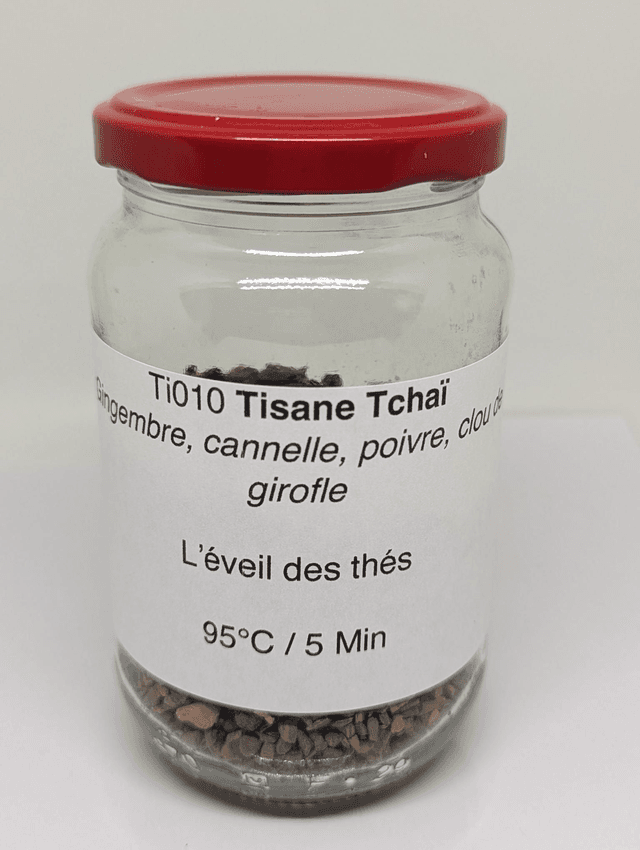 Ti010 Tisane Tchaï
Gingembre, cannelle, poivre, clou de
girofle
L'éveil des thés
95°C / 5 Min